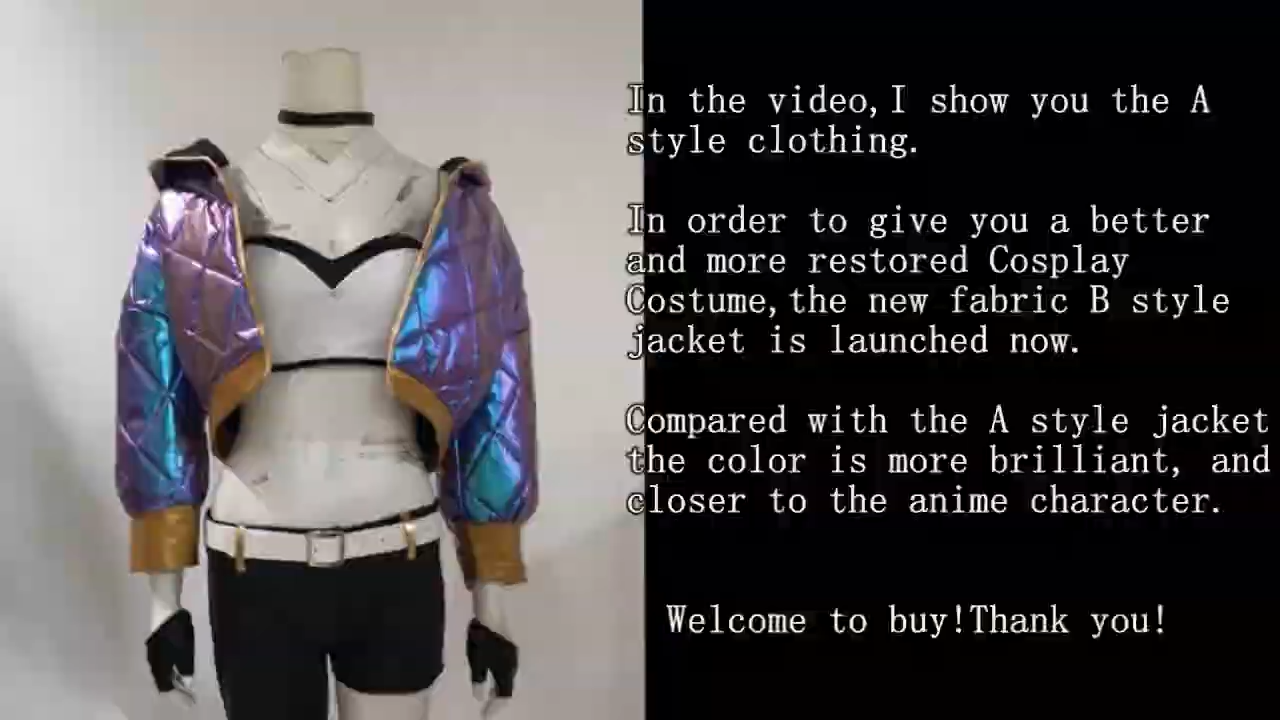 In the video,I show you the A
style clothing.
In order to give you a better
and more restored Cosplay
Costume,the new fabric B style
jacket is launched now.
Compared with the A style jacket
the color is more brilliant, and
closer to the anime character.
Welcome to buy!Thank you!